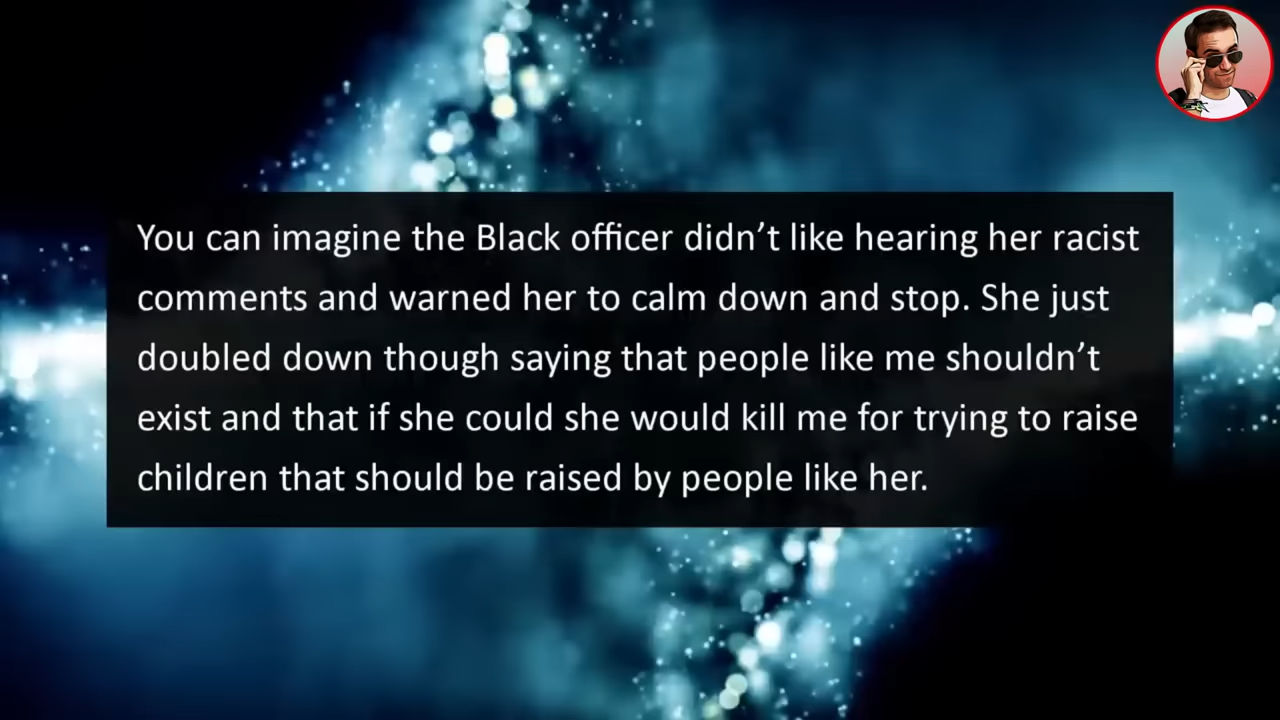 You can imagine the Black officer didn’t like hearing her racist
comments and warned her to calm down and stop. She just
doubled down though saying that people like me shouldn’t
exist and that if she could she would kill me for trying to raise
children that should be raised by people like her.